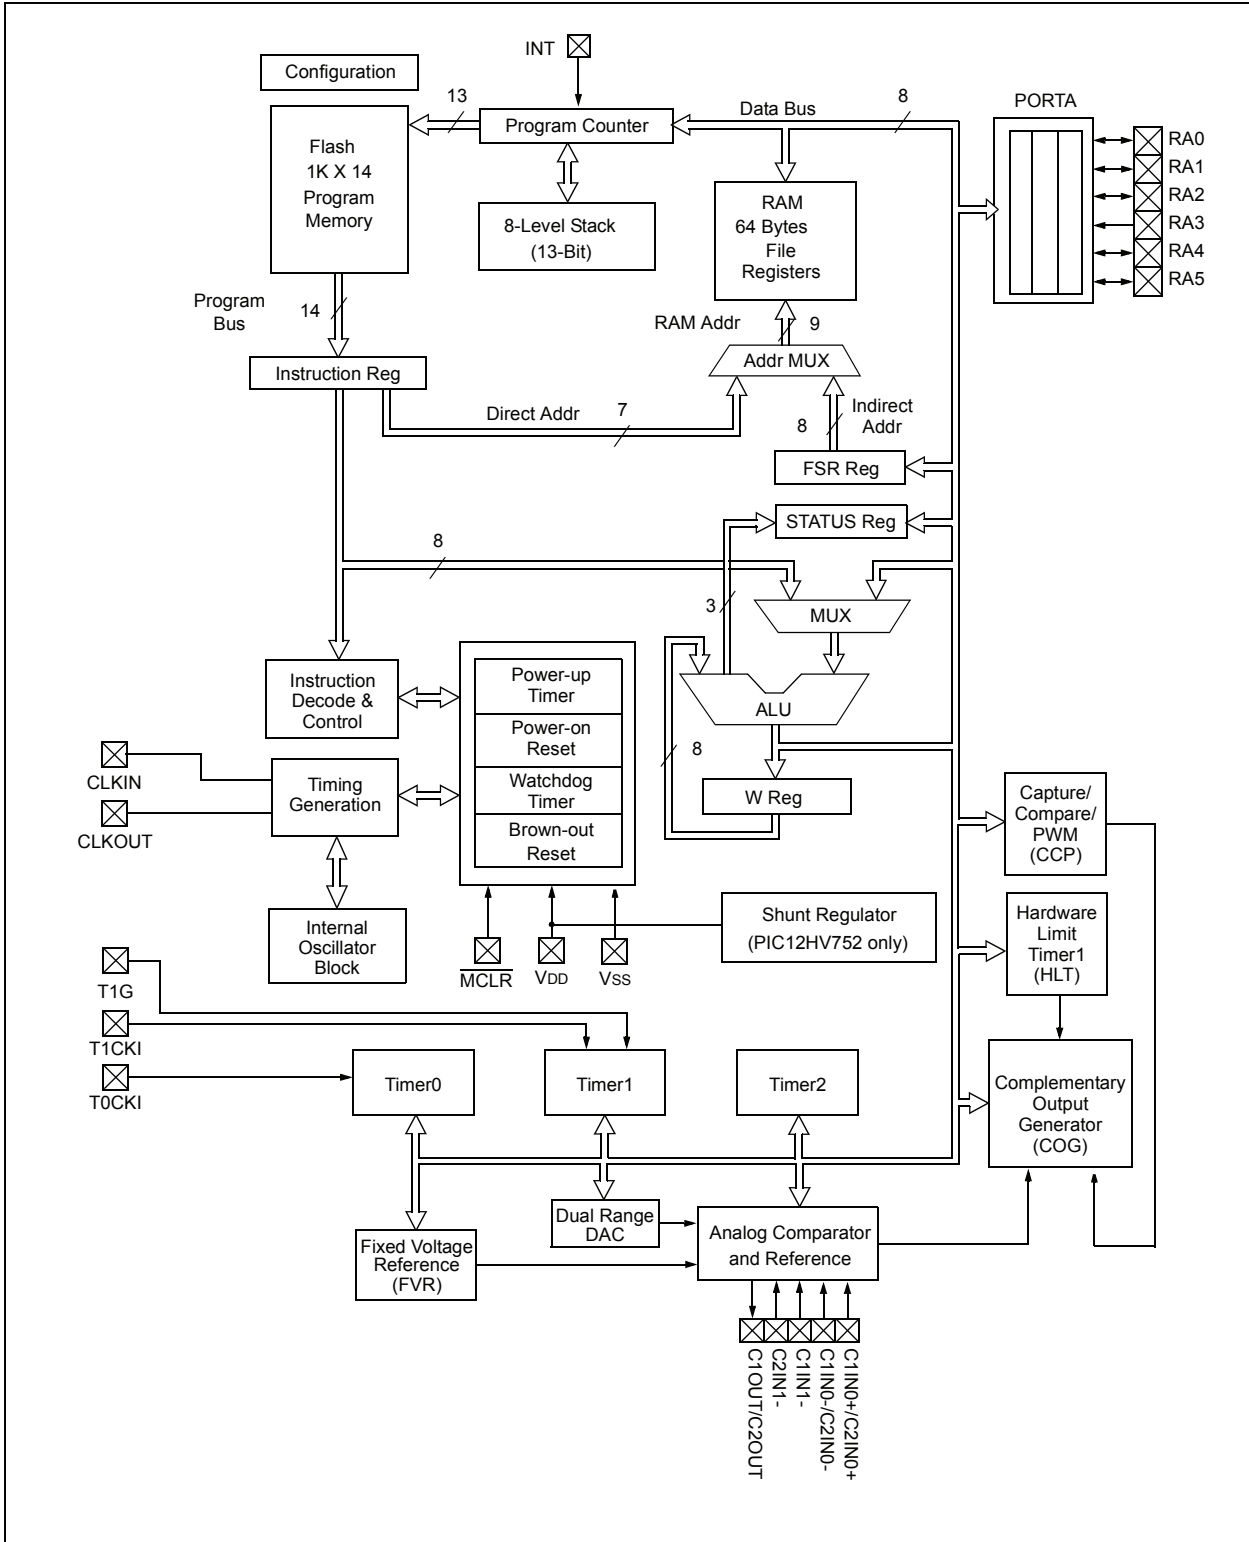 INT
Configuration
13
Program Counter
Data Bus
8
PORTA
Flash
1K X 14
Program
Memory
8-Level Stack
(13-Bit)
RAM
64 Bytes
File
Registers
RA0
RA1
RA2
RA3
RA4
RA5
Program
Bus
14
RAM Addr
9
Addr MUX
Instruction Reg
Direct Addr
7
8
Indirect
Addr
FSR Reg
STATUS Reg
8
3
MUX
Instruction
Decode &
Control
Power-up
Timer
Power-on
Reset
Watchdog
Timer
Brown-out
Reset
ALU
8
W Reg
CLKIN
CLKOUT
Timing
Generation
Internal
Oscillator
Block
MCLR
VDD
VSS
Shunt Regulator
(PIC12HV752 only)
Capture/
Compare/
PWM
(CCP)
Hardware
Limit
Timer1
(HLT)
T1G
T1CKI
T0CKI
Timer0
Timer1
Timer2
Complementary
Output
Generator
(COG)
Dual Range
DAC
Fixed Voltage
Reference
(FVR)
Analog Comparator
and Reference
C1OUT/C2OUT
C2IN1-
C1IN1-
C1IN0-/C2IN0-
C1IN0+/C2IN0+